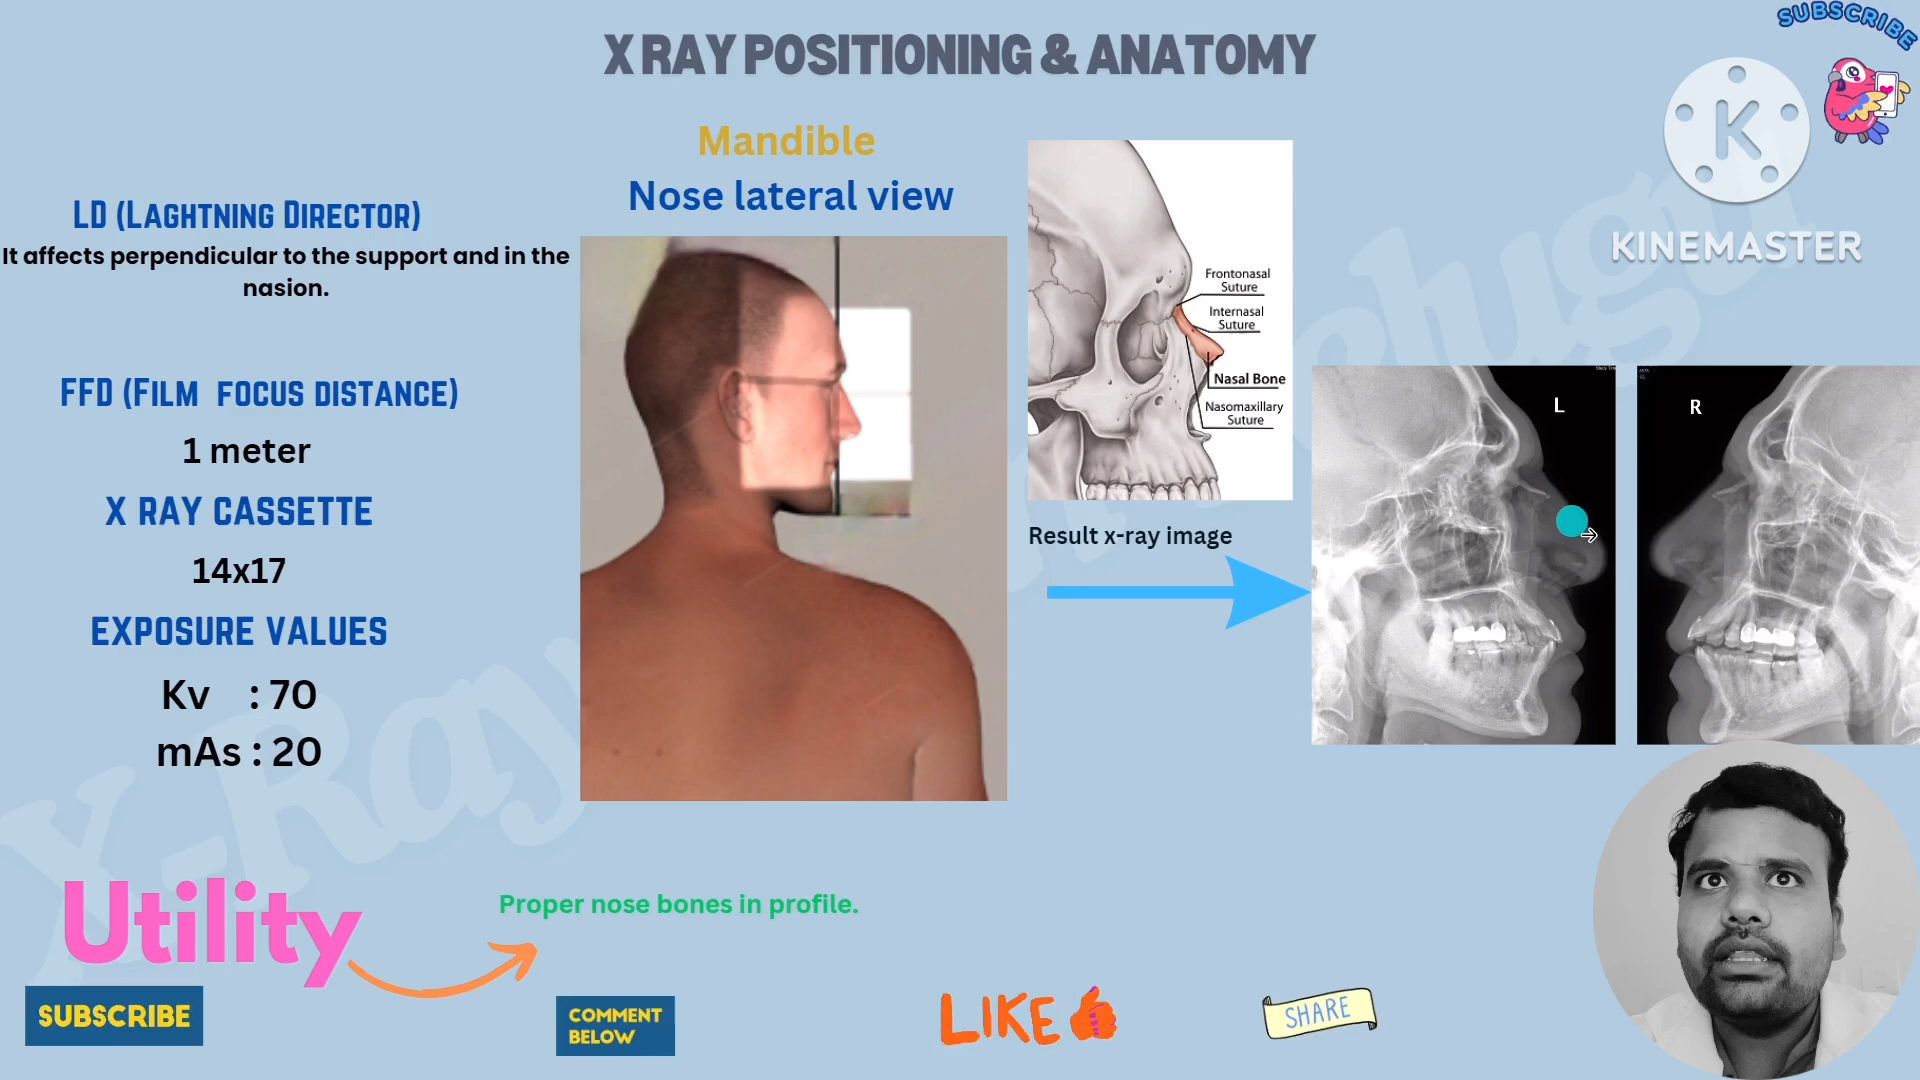 X RAY POSITIONING & ANATOMY
SUBSCRIBE
K
KINEMASTER
Mandible
Nose lateral view
LD (LAGHTNING DIRECTOR)
It affects perpendicular to the support and in the
nasion.
FFD (FILM FOCUS DISTANCE)
1 meter
X RAY CASSETTE
14x17
EXPOSURE VALUES
Kv : 70
mAs : 20
Frontonasal
Suture
Internasal
Suture
Nasal Bone
Nasomaxillary
Suture
Result x-ray image
L
R
X-Ray
Utility
Proper nose bones in profile.
SUBSCRIBE
COMMENT
BELOW
LIKE
SHARE